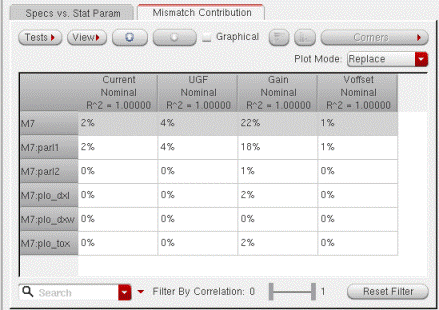 Specs vs. Stat Param Mismatch Contribution
Tests View Graphical Corners
Plot Mode: Replace
Current UGF Gain Voffset
Nominal Nominal Nominal Nominal
R^2 = 1.00000 R^2 = 1.00000 R^2 = 1.00000 R^2 = 1.00000
M7 2% 4% 22% 1%
M7:parl1 2% 4% 18% 1%
M7:parl2 0% 0% 1% 0%
M7:plo_dxl 0% 0% 2% 0%
M7:plo_dxw 0% 0% 0% 0%
M7:plo_tox 0% 0% 2% 0%
Search Filter By Correlation: 0 1 Reset Filter